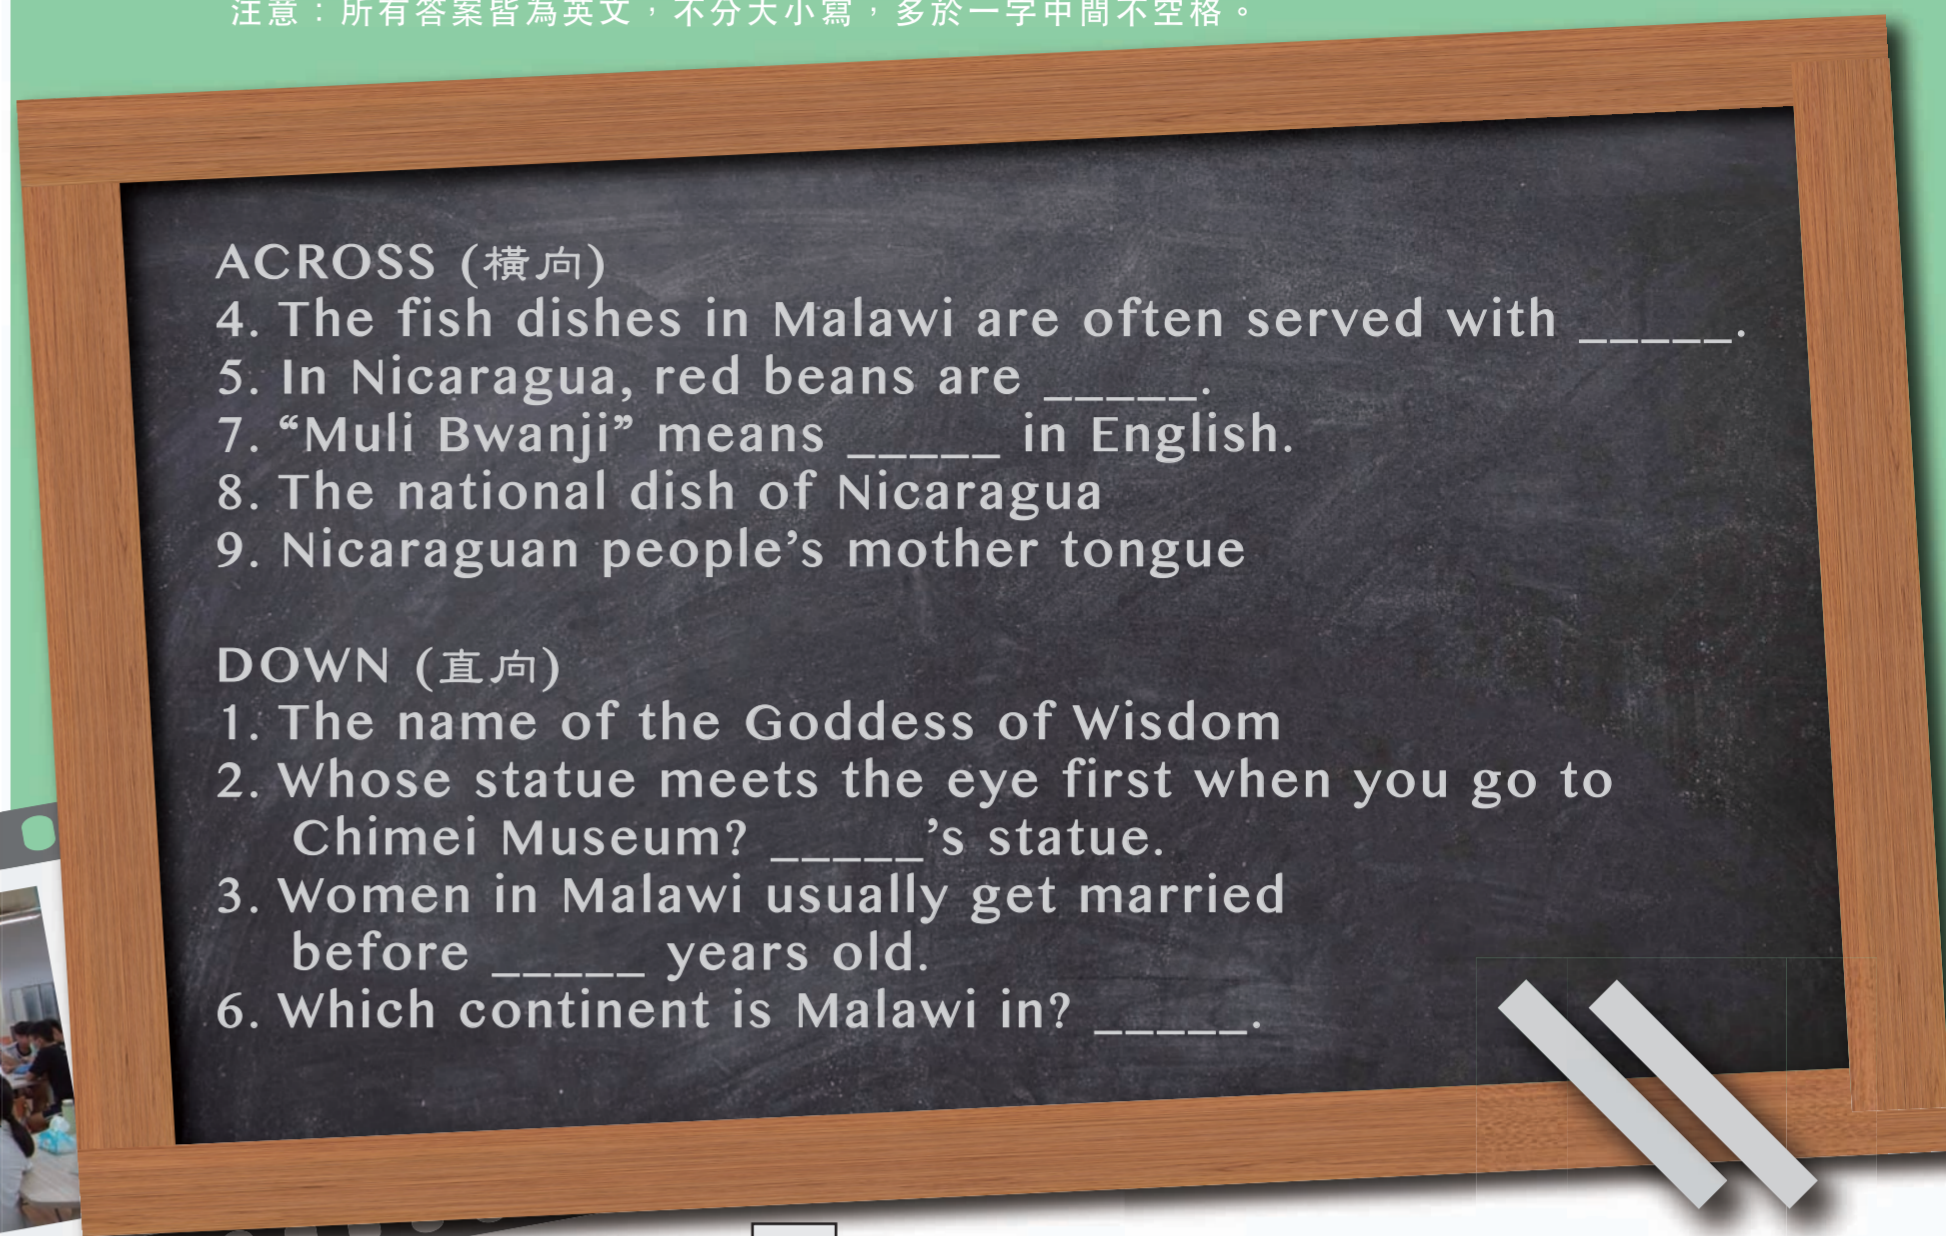 注意：所有答案皆為英文，不分大小寫，多於一字中間不空格。
ACROSS (橫向)
4. The fish dishes in Malawi are often served with _____.
5. In Nicaragua, red beans are _____.
7. “Muli Bwanji” means _____ in English.
8. The national dish of Nicaragua
9. Nicaraguan people’s mother tongue
DOWN (直向)
1. The name of the Goddess of Wisdom
2. Whose statue meets the eye first when you go to
Chimei Museum? _____’s statue.
3. Women in Malawi usually get married
before _____ years old.
6. Which continent is Malawi in? _____.